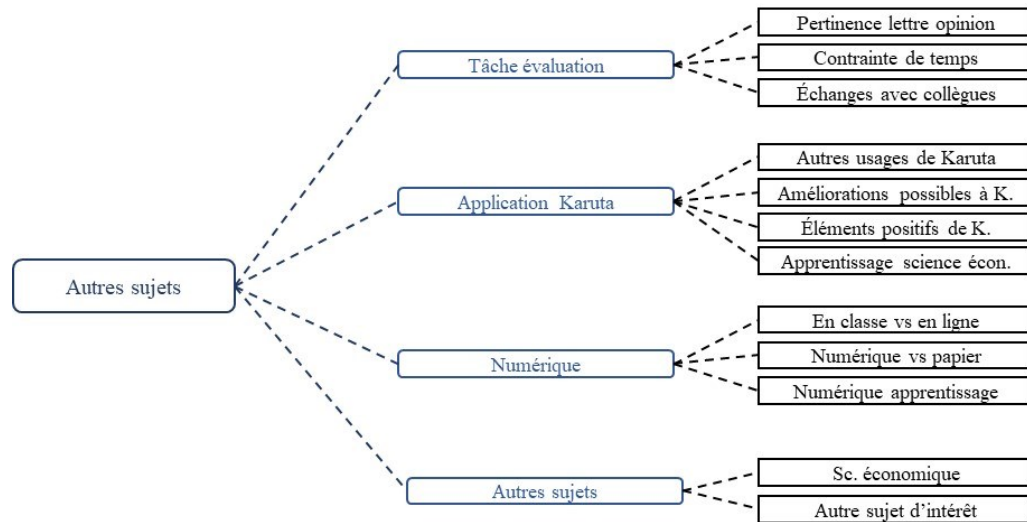 Autres sujets
Tâche évaluation
Pertinence lettre opinion
Contrainte de temps
Échanges avec collègues
Application Karuta
Autres usages de Karuta
Améliorations possibles à K.
Éléments positifs de K.
Apprentissage science écon.
Numérique
En classe vs en ligne
Numérique vs papier
Numérique apprentissage
Autres sujets
Sc. économique
Autre sujet d’intérêt